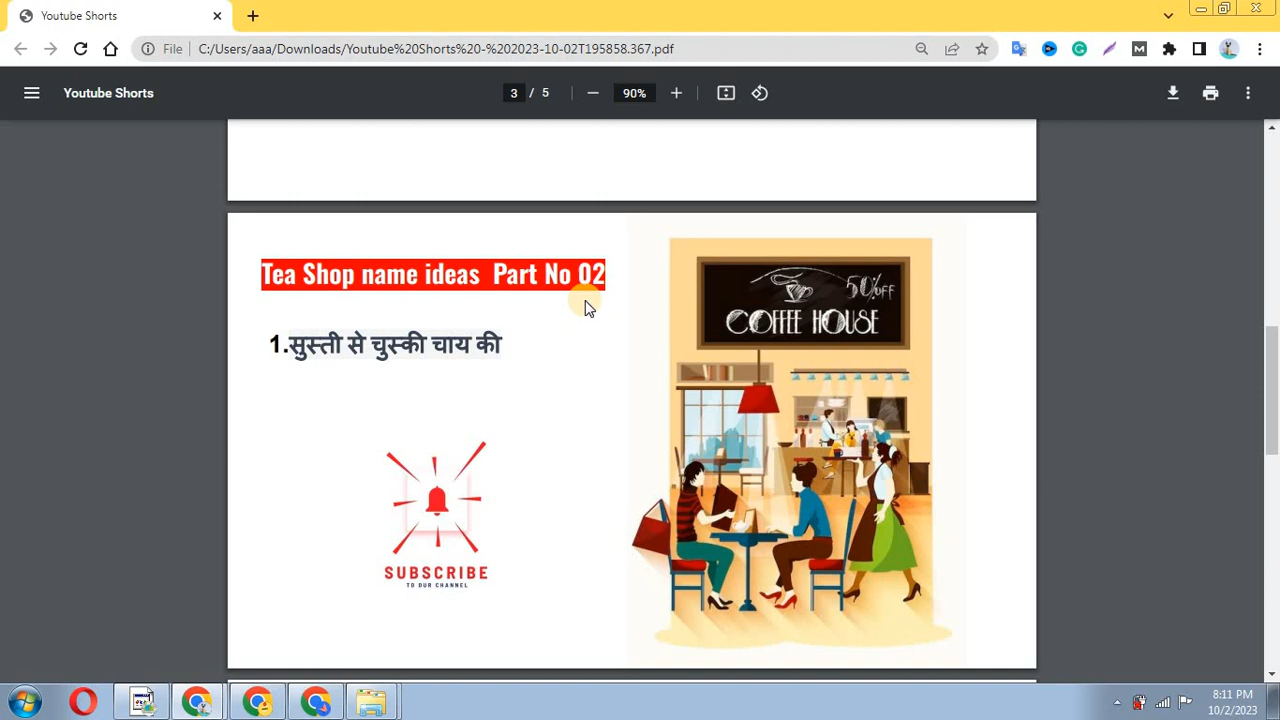 Youtube Shorts
File C:/Users/aaa/Downloads/Youtube%20Shorts%20-%202023-10-02T195858.367.pdf
Youtube Shorts
3 / 5
90%
Tea Shop name ideas Part No 02
1.सुस्ती से चुस्की चाय की
50% OFF
COFFEE HOUSE
SUBSCRIBE
TO OUR CHANNEL
8:11 PM
10/2/2023